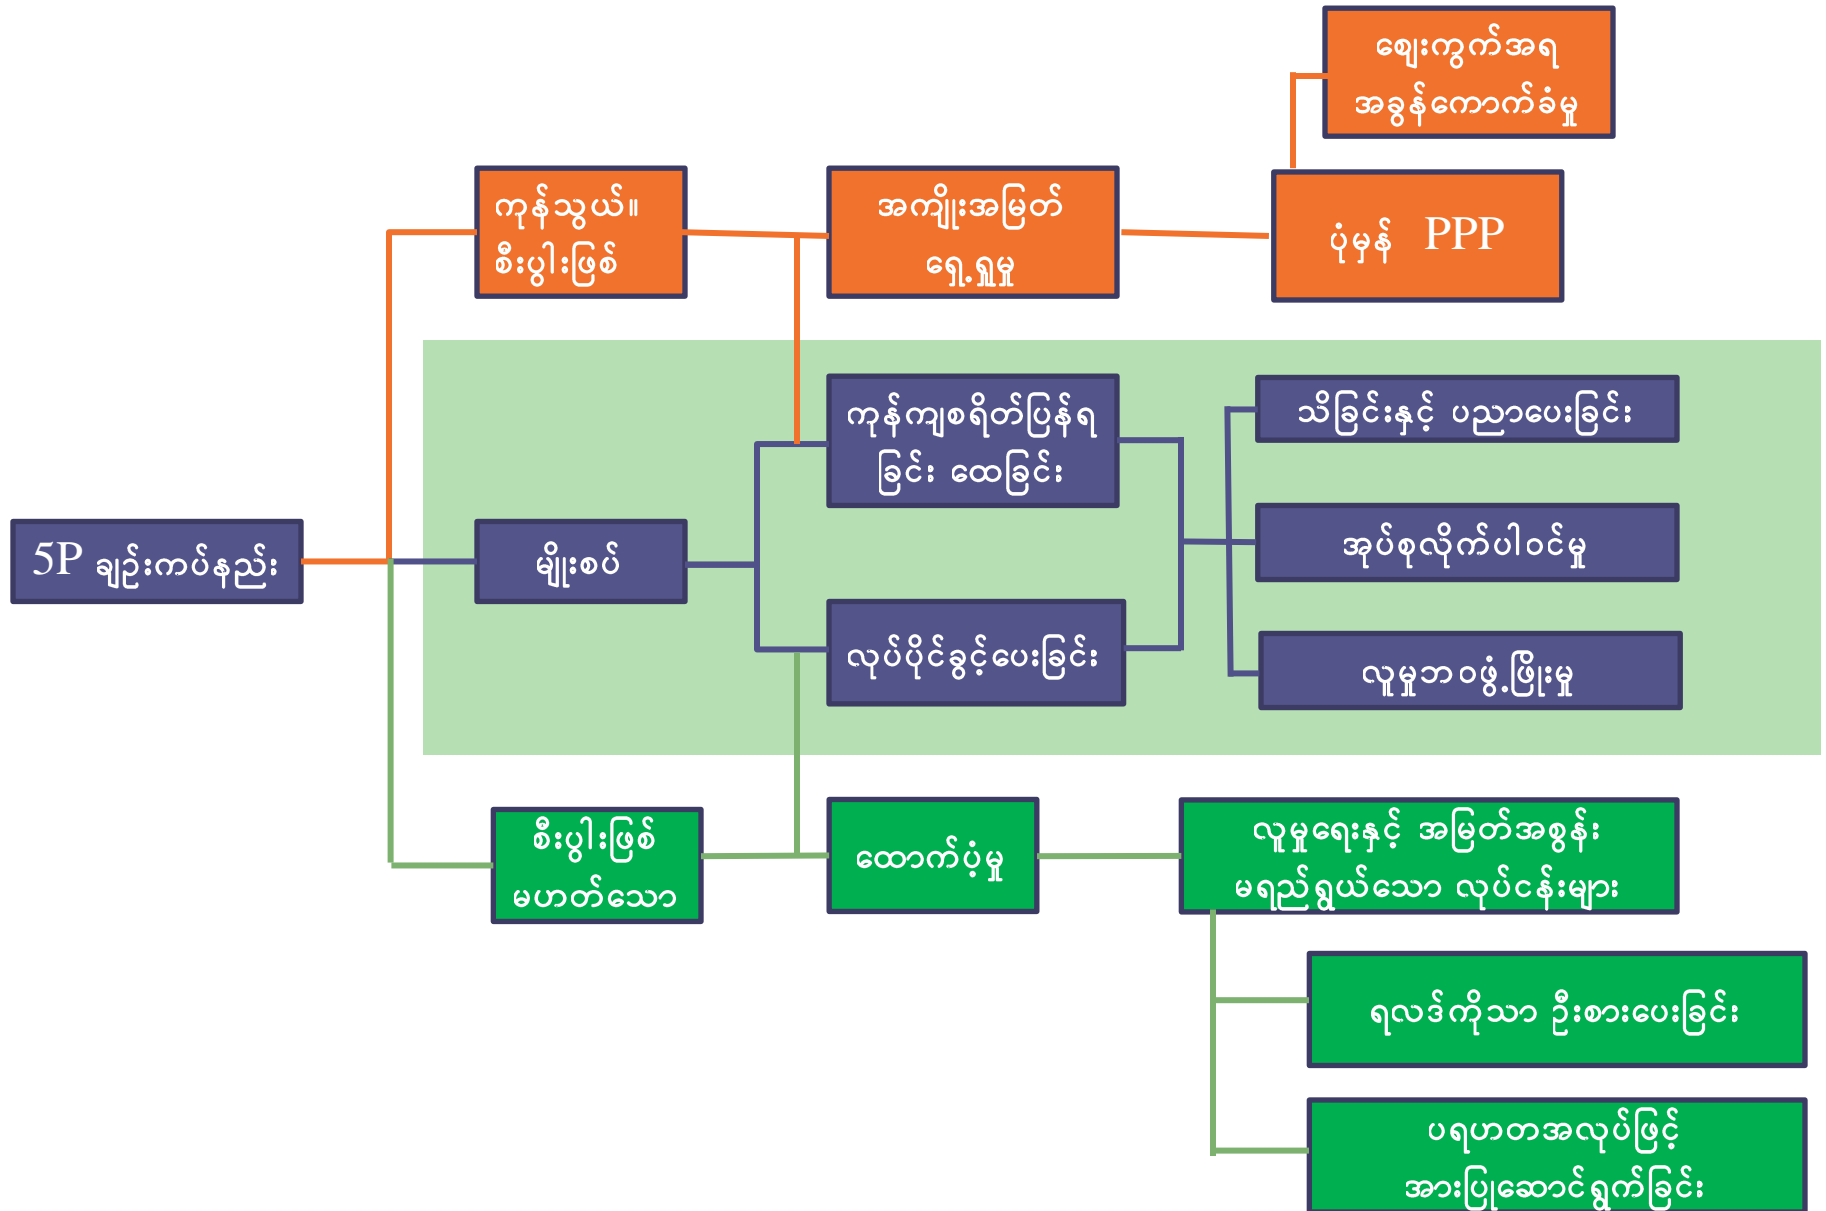 ဈေးကွက်အရ
အခွန်ကောက်ခံမှု
ကုန်သွယ်။
စီးပွါးဖြစ်
အကျိုးအမြတ်
ရှေ့ရှုမှု
ပုံမှန် PPP
ကုန်ကျစရိတ်ပြန်ရ
ခြင်း ထေခြင်း
သိခြင်းနှင့် ပညာပေးခြင်း
5P ချဉ်းကပ်နည်း
မျိုးစပ်
အုပ်စုလိုက်ပါဝင်မှု
လုပ်ပိုင်ခွင့်ပေးခြင်း
လူမှုဘဝဖွံ့ဖြိုးမှု
စီးပွါးဖြစ်
မဟတ်သော
ထောက်ပံ့မှု
လူမှုရေးနှင့် အမြတ်အစွန်း
မရည်ရွယ်သော လုပ်ငန်းများ
ရလဒ်ကိုသာ ဦးစားပေးခြင်း
ပရဟတအလုပ်ဖြင့်
အားပြုဆောင်ရွက်ခြင်း